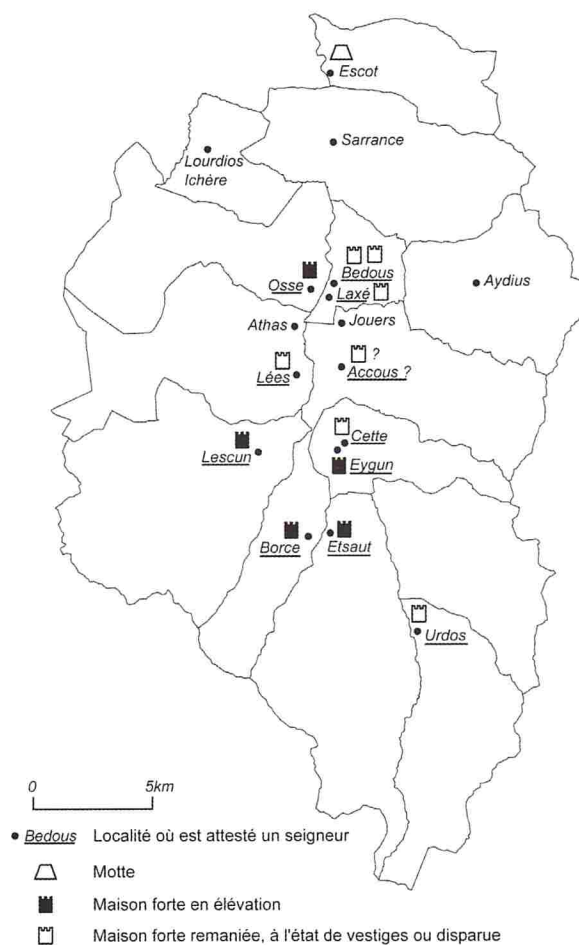 Escot
Sarrance
Lourdios
Ichère
Bedous
Osse
Laxé
Aydius
Athas
Jouers
?
Lées
Accous ?
Cette
Lescun
Eygun
Borce
Etsaut
Urdos
0 5km
Bedous Localité où est attesté un seigneur
Motte
Maison forte en élévation
Maison forte remaniée, à l'état de vestiges ou disparue